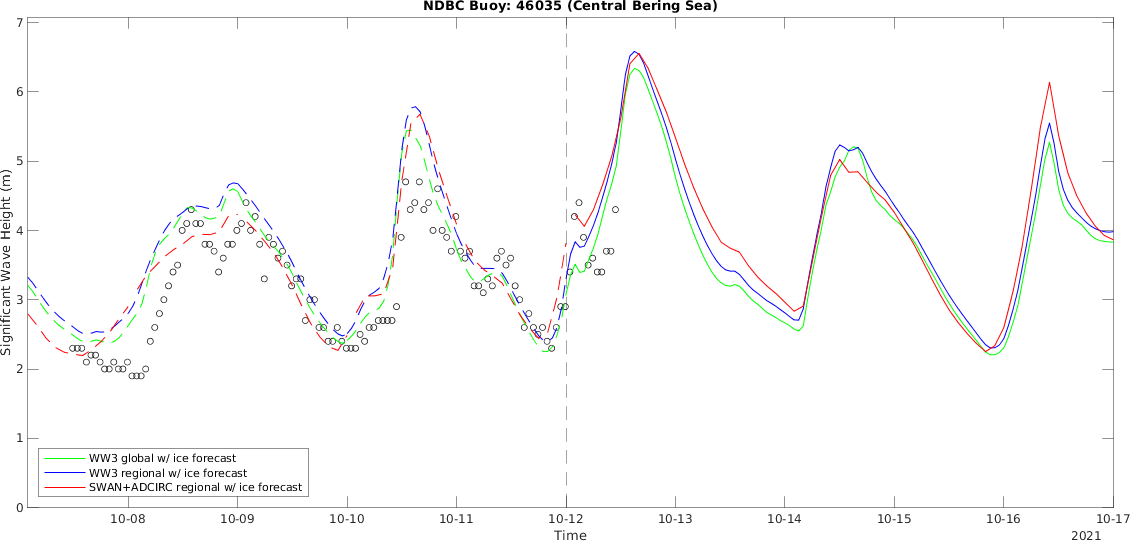 NDBC Buoy: 46035 (Central Bering Sea)
7
6
5
4
3
2
1
0
Significant Wave Height (m)
WW3 global w/ ice forecast
WW3 regional w/ ice forecast
SWAN+ADCIRC regional w/ ice forecast
10-08 10-09 10-10 10-11 10-12 10-13 10-14 10-15 10-16 10-17
Time
2021